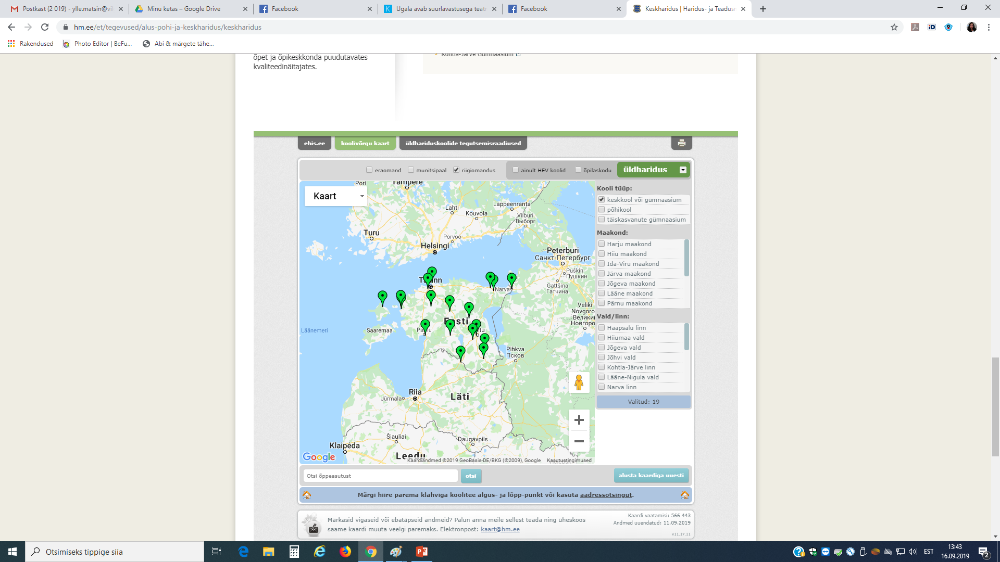 Postkast (2 019) - ylle.matsin@vil
Minu ketas – Google Drive
Facebook
Ugala avab suurlavastusega teatr
Facebook
Keskharidus | Haridus- ja Teadusm
hm.ee/et/tegevused/alus-pohi-ja-keskharidus/keskharidus
Rakendused
Photo Editor | BeFu...
Abi & märgete tähe...
õpet ja õpikeskkonda puudutavates
kvaliteedinäitajates.
Kohtla-Järve Gümnaasium
ehis.ee
koolivõrgu kaart
üldhariduskoolide tegutsemisraadiused
eraomand
munitsipaal
riigiomandus
ainult HEV koolid
õpilaskodu
üldharidus
Kaart
Pori
Tampere
Lahti
Kouvola
Lappeenranta
Viiburi
Выборг
Turu
Porvoo
Helsingi
Peterburi
Санкт-Петербург
Puškin
Пушкин
Gattšina
Гатчина
Narva
Veliki
Novgoro
Велики
Новгоро
Eesti
Läänemeri
Saaremaa
Pihkva
Псков
Riia
Jūrmala
Läti
Šiauliai
Daugavpils
Klaipėda
Leedu
Google
Kaardiandmed ©2019 GeoBasis-DE/BKG (©2009), Google
Kasutustingimused
Kooli tüüp:
keskkool või gümnaasium
põhikool
täiskasvanute gümnaasium
Maakond:
Harju maakond
Hiiu maakond
Ida-Viru maakond
Järva maakond
Jõgeva maakond
Lääne maakond
Pärnu maakond
Vald/linn:
Haapsalu linn
Hiiumaa vald
Jõgeva vald
Jõhvi vald
Kohtla-Järve linn
Lääne-Nigula vald
Narva linn
Valitud: 19
Otsi õppeasutust
otsi
alusta kaardiga uuesti
Märgi hiire parema klahviga koolitee algus- ja lõpp-punkt või kasuta aadressotsingut.
Märkasid vigaseid või ebatäpseid andmeid? Palun anna meile sellest teada ning üheskoos
saame kaardi muuta veelgi paremaks. Elektronpost: kaart@hm.ee
Kaardi vaatamisi: 566 443
Andmed uuendatud: 11.09.2019
v11.17.11
Otsimiseks tippige siia
EST
13:43
16.09.2019
2